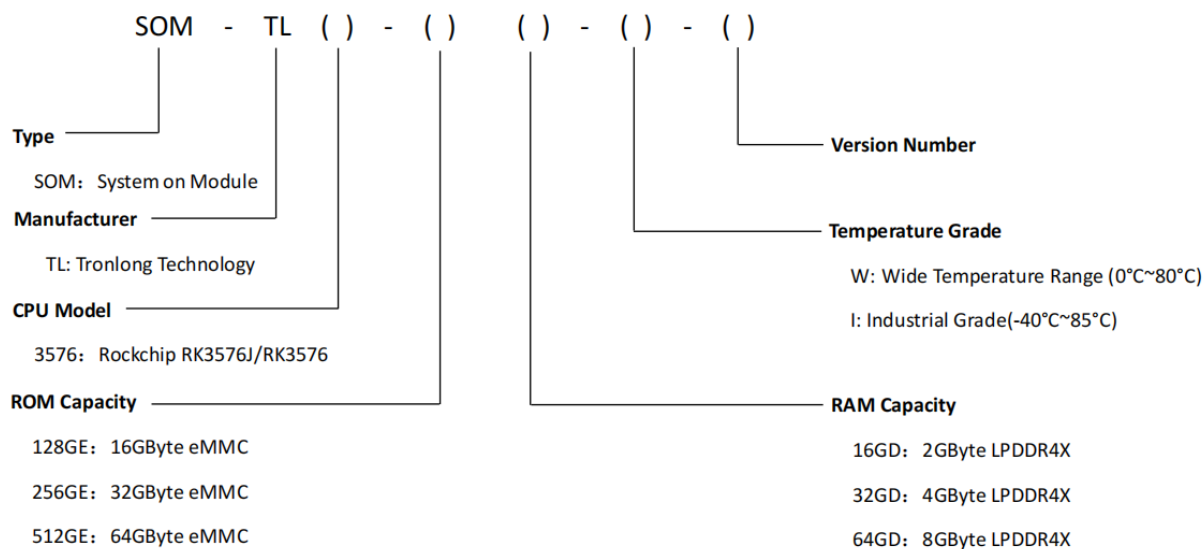 SOM - TL ( ) - ( ) ( ) - ( ) - ( )
Type
SOM：System on Module
Manufacturer
TL: Tronlong Technology
CPU Model
3576：Rockchip RK3576J/RK3576
ROM Capacity
128GE：16GByte eMMC
256GE：32GByte eMMC
512GE：64GByte eMMC
Version Number
Temperature Grade
W: Wide Temperature Range (0°C~80°C)
I: Industrial Grade(-40°C~85°C)
RAM Capacity
16GD：2GByte LPDDR4X
32GD：4GByte LPDDR4X
64GD：8GByte LPDDR4X